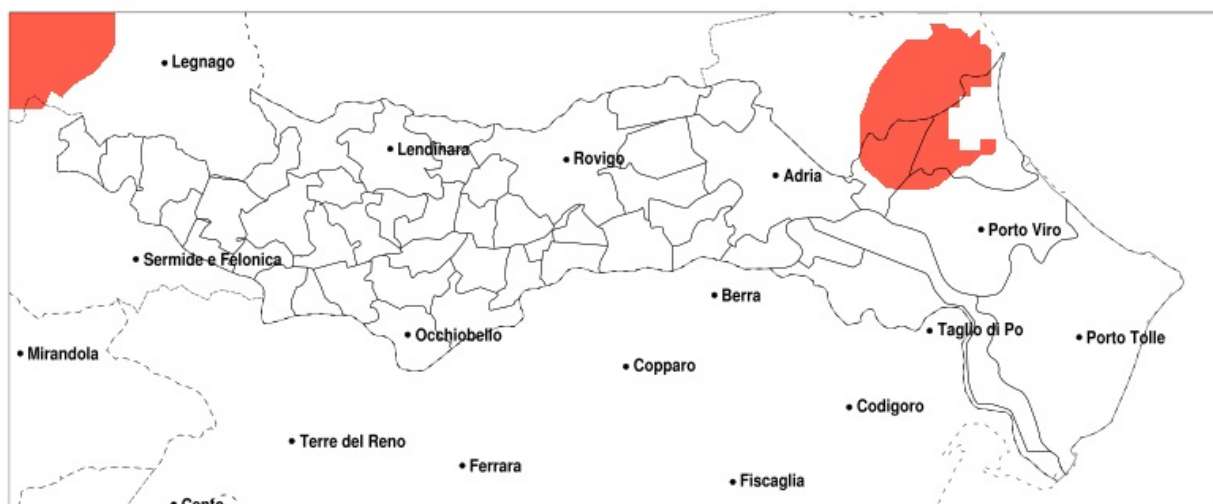 Legnago
Lendinara
Rovigo
Adria
Porto Viro
Sermide e Felonica
Berra
Occhiobello
Taglio di Po
Porto Tolle
Mirandola
Copparo
Codigoro
Terre del Reno
Ferrara
Fiscaglia